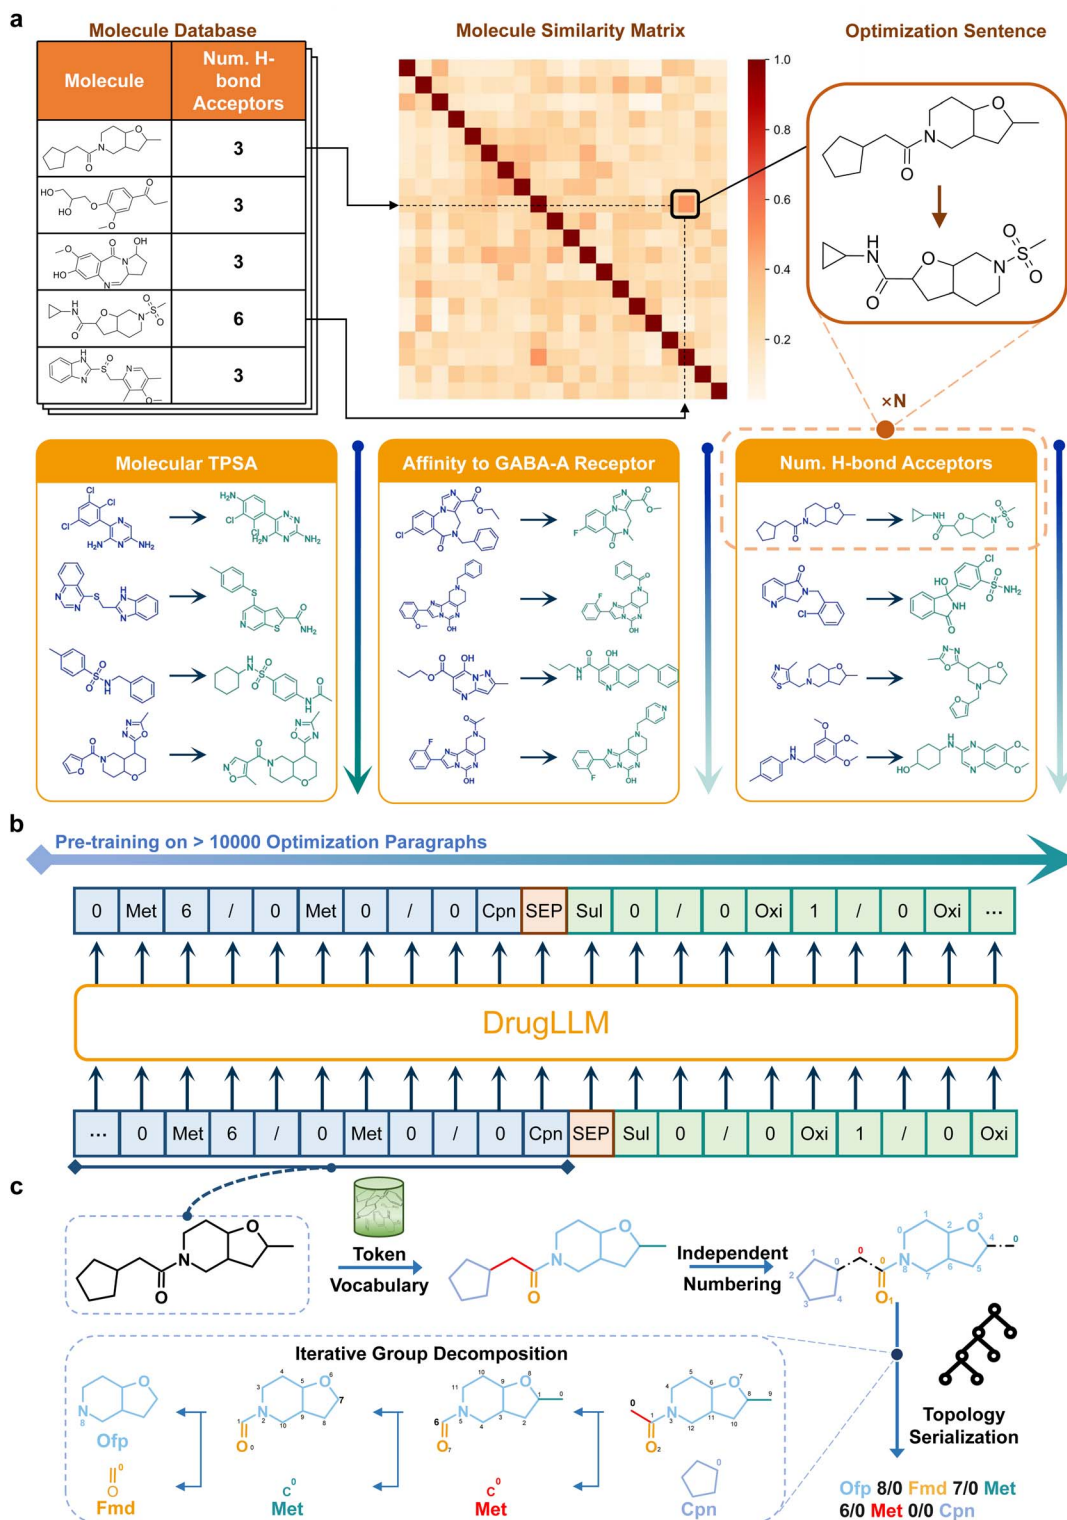 a
Molecule Database
Molecule Similarity Matrix
Optimization Sentence
Molecule
Num. H-
bond
Acceptors
3
3
3
6
3
1.0
0.8
0.6
0.4
0.2
×N
Molecular TPSA
Affinity to GABA-A Receptor
Num. H-bond Acceptors
b
Pre-training on > 10000 Optimization Paragraphs
0 Met 6 / 0 Met 0 / 0 Cpn SEP Sul 0 / 0 Oxi 1 / 0 Oxi ...
DrugLLM
... 0 Met 6 / 0 Met 0 / 0 Cpn SEP Sul 0 / 0 Oxi 1 / 0 Oxi
c
Token
Vocabulary
Independent
Numbering
Iterative Group Decomposition
Topology
Serialization
Ofp
Fmd
Met
Met
Cpn
Ofp 8/0 Fmd 7/0 Met
6/0 Met 0/0 Cpn